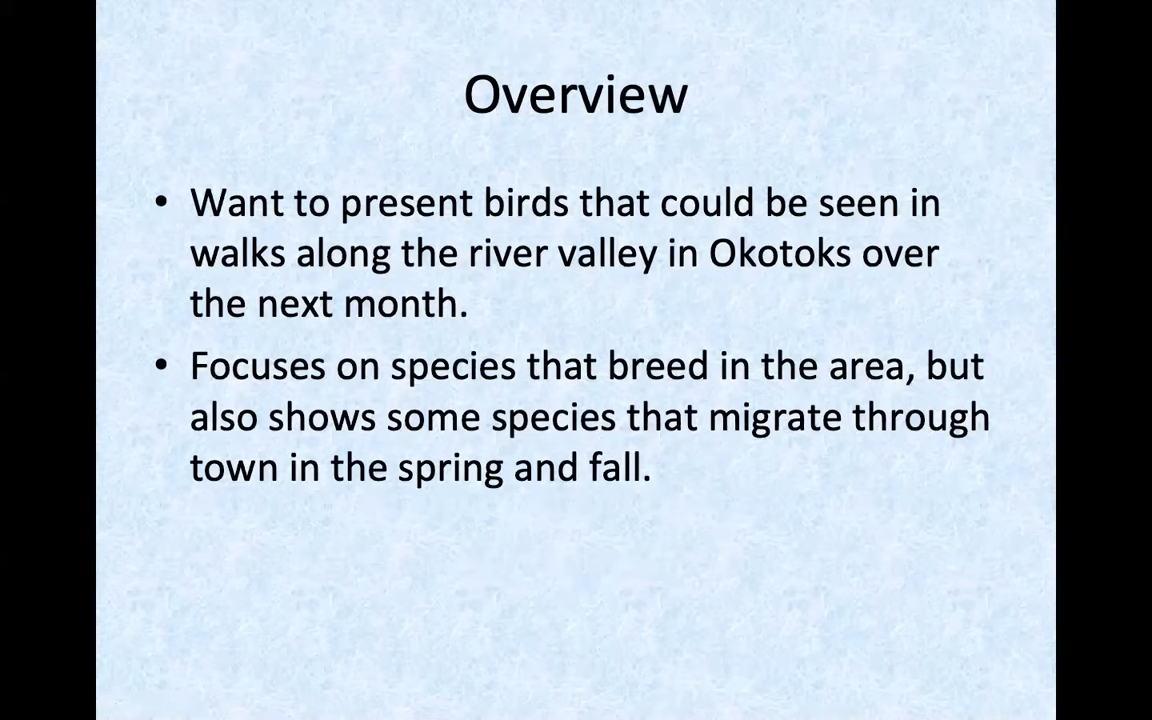 Overview
• Want to present birds that could be seen in
walks along the river valley in Okotoks over
the next month.
• Focuses on species that breed in the area, but
also shows some species that migrate through
town in the spring and fall.